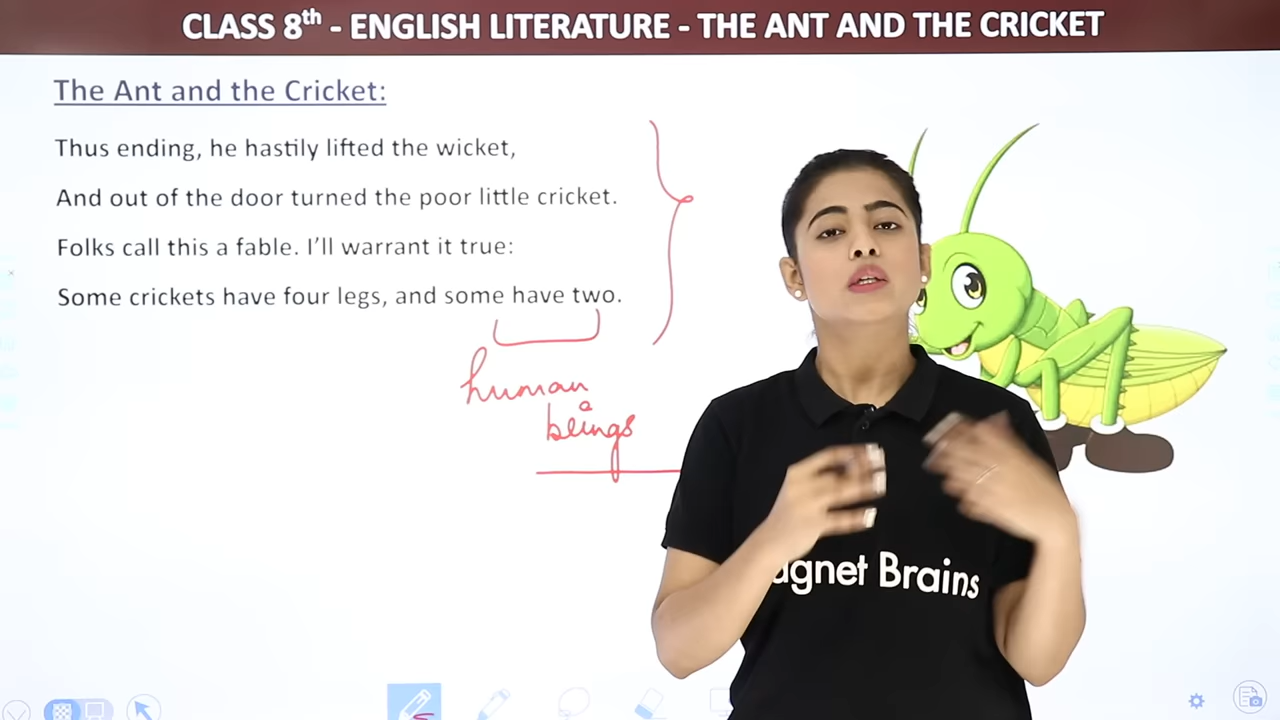 CLASS 8th - ENGLISH LITERATURE - THE ANT AND THE CRICKET
The Ant and the Cricket:
Thus ending, he hastily lifted the wicket,
And out of the door turned the poor little cricket.
Folks call this a fable. I'll warrant it true:
Some crickets have four legs, and some have two.
human
beings
agnet Brains